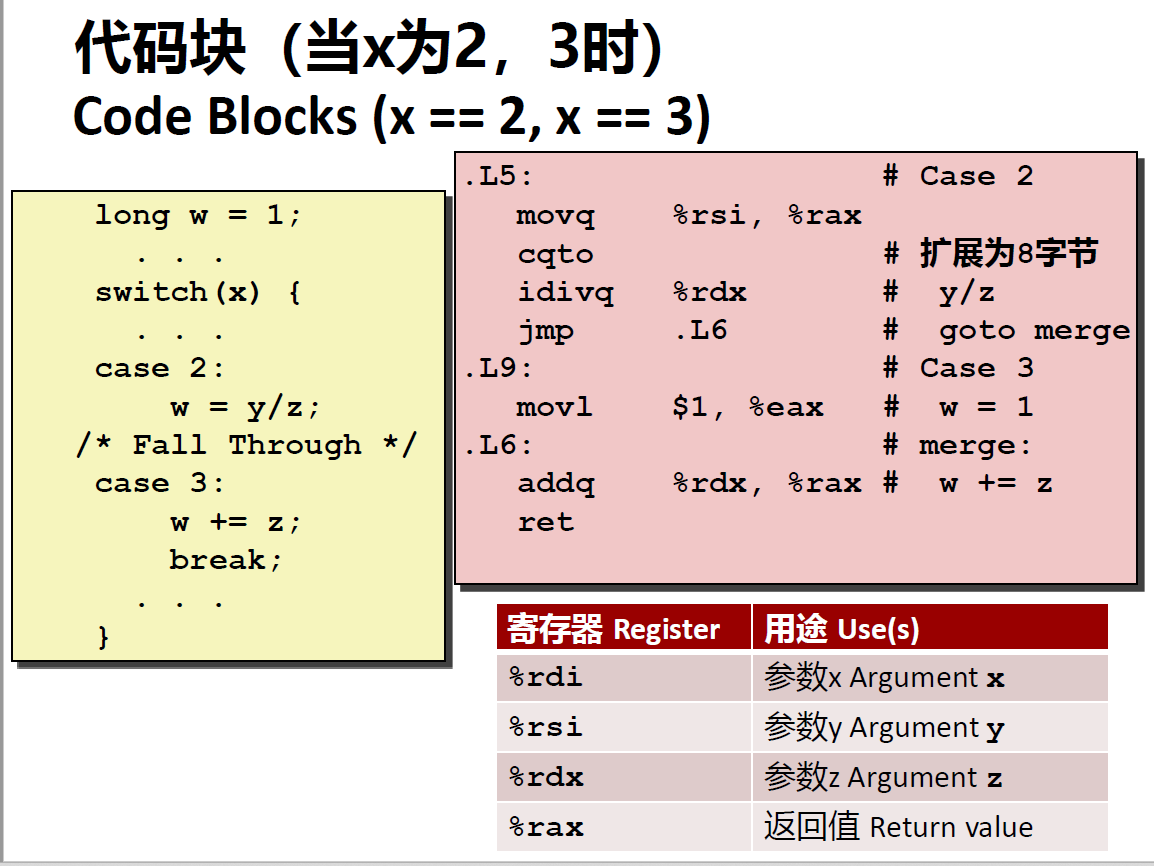 代码块（当x为2，3时）
Code Blocks (x == 2, x == 3)
long w = 1;
. . .
switch(x) {
. . .
case 2:
w = y/z;
/* Fall Through */
case 3:
w += z;
break;
. . .
}
.L5: # Case 2
movq %rsi, %rax
cqto # 扩展为8字节
idivq %rdx # y/z
jmp .L6 # goto merge
.L9: # Case 3
movl $1, %eax # w = 1
.L6: # merge:
addq %rdx, %rax # w += z
ret
寄存器 Register 用途 Use(s)
%rdi 参数x Argument x
%rsi 参数y Argument y
%rdx 参数z Argument z
%rax 返回值 Return value